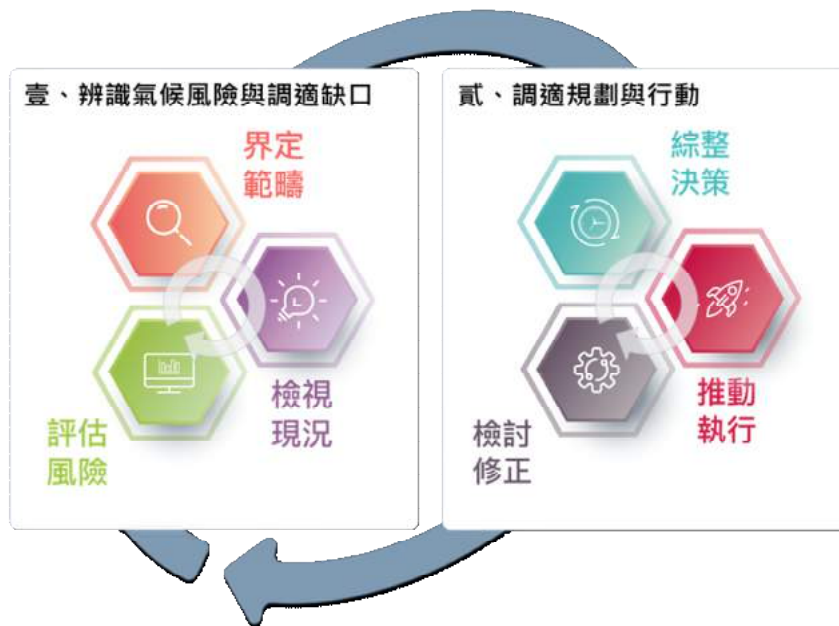 壹、辨識氣候風險與調適缺口
界定
範疇
檢視
現況
評估
風險
貳、調適規劃與行動
綜整
決策
推動
執行
檢討
修正